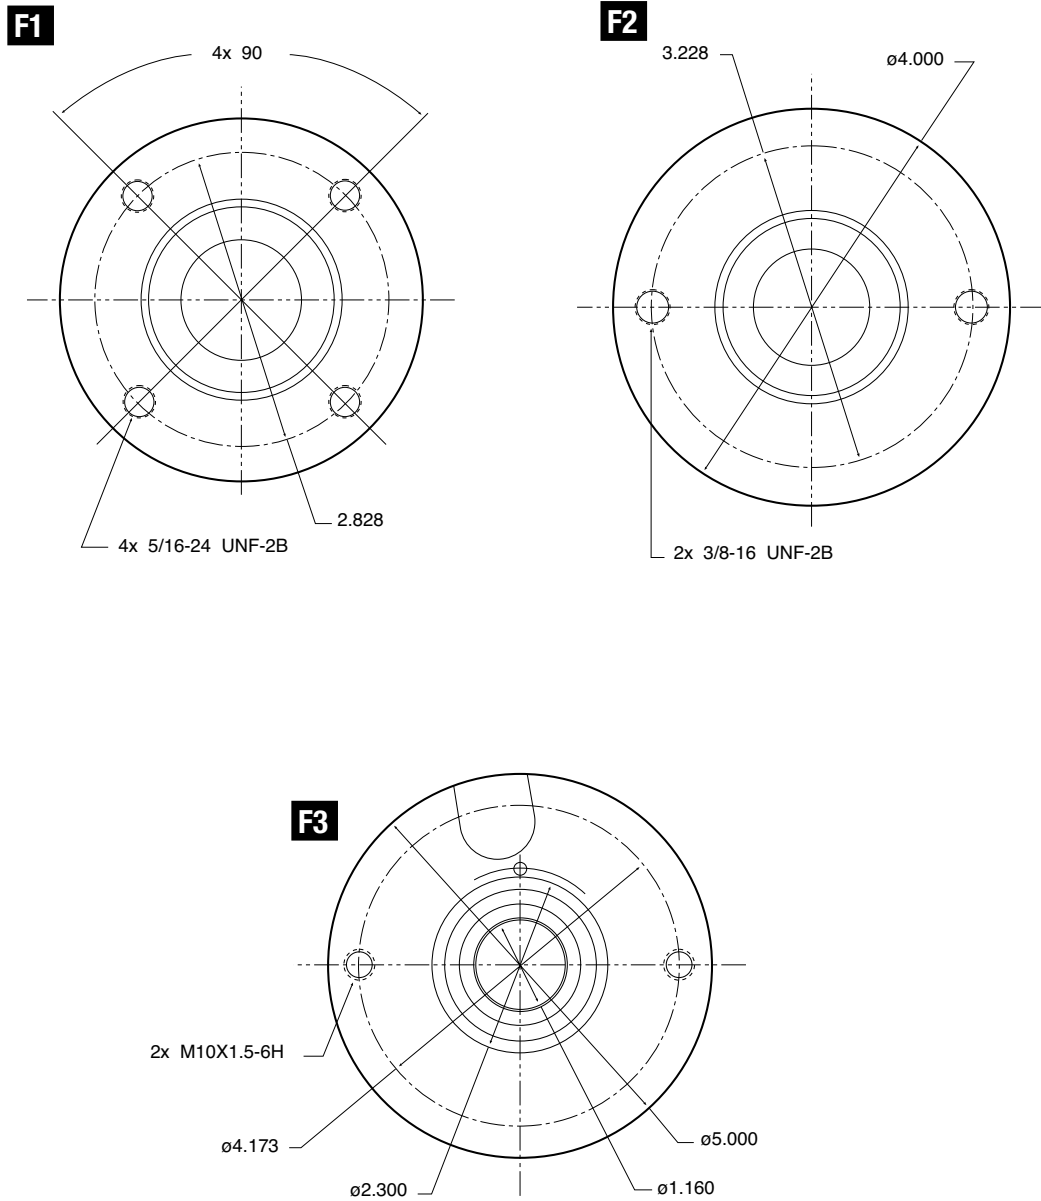 F1
4x 90
2.828
4x 5/16-24 UNF-2B
F2
3.228
ø4.000
2x 3/8-16 UNF-2B
F3
2x M10X1.5-6H
ø4.173
ø2.300
ø5.000
ø1.160